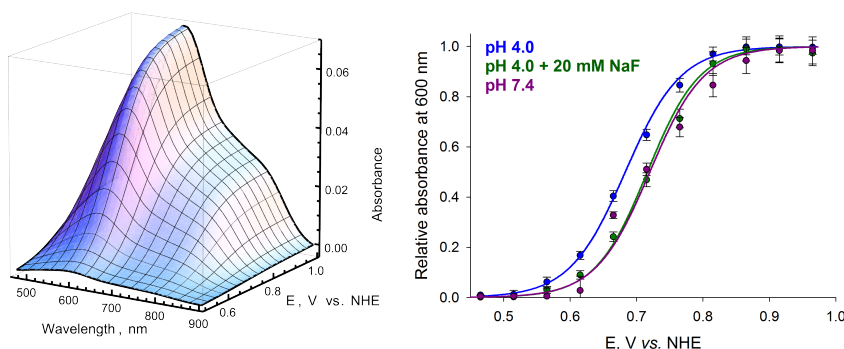 0.06
0.04
0.02
0.00
Absorbance
500
600
700
800
900
Wavelength, nm
0.6
0.8
1.0
E, V vs. NHE
pH 4.0
pH 4.0 + 20 mM NaF
pH 7.4
Relative absorbance at 600 nm
1.0
0.8
0.6
0.4
0.2
0.0
0.5 0.6 0.7 0.8 0.9 1.0
E. V vs. NHE